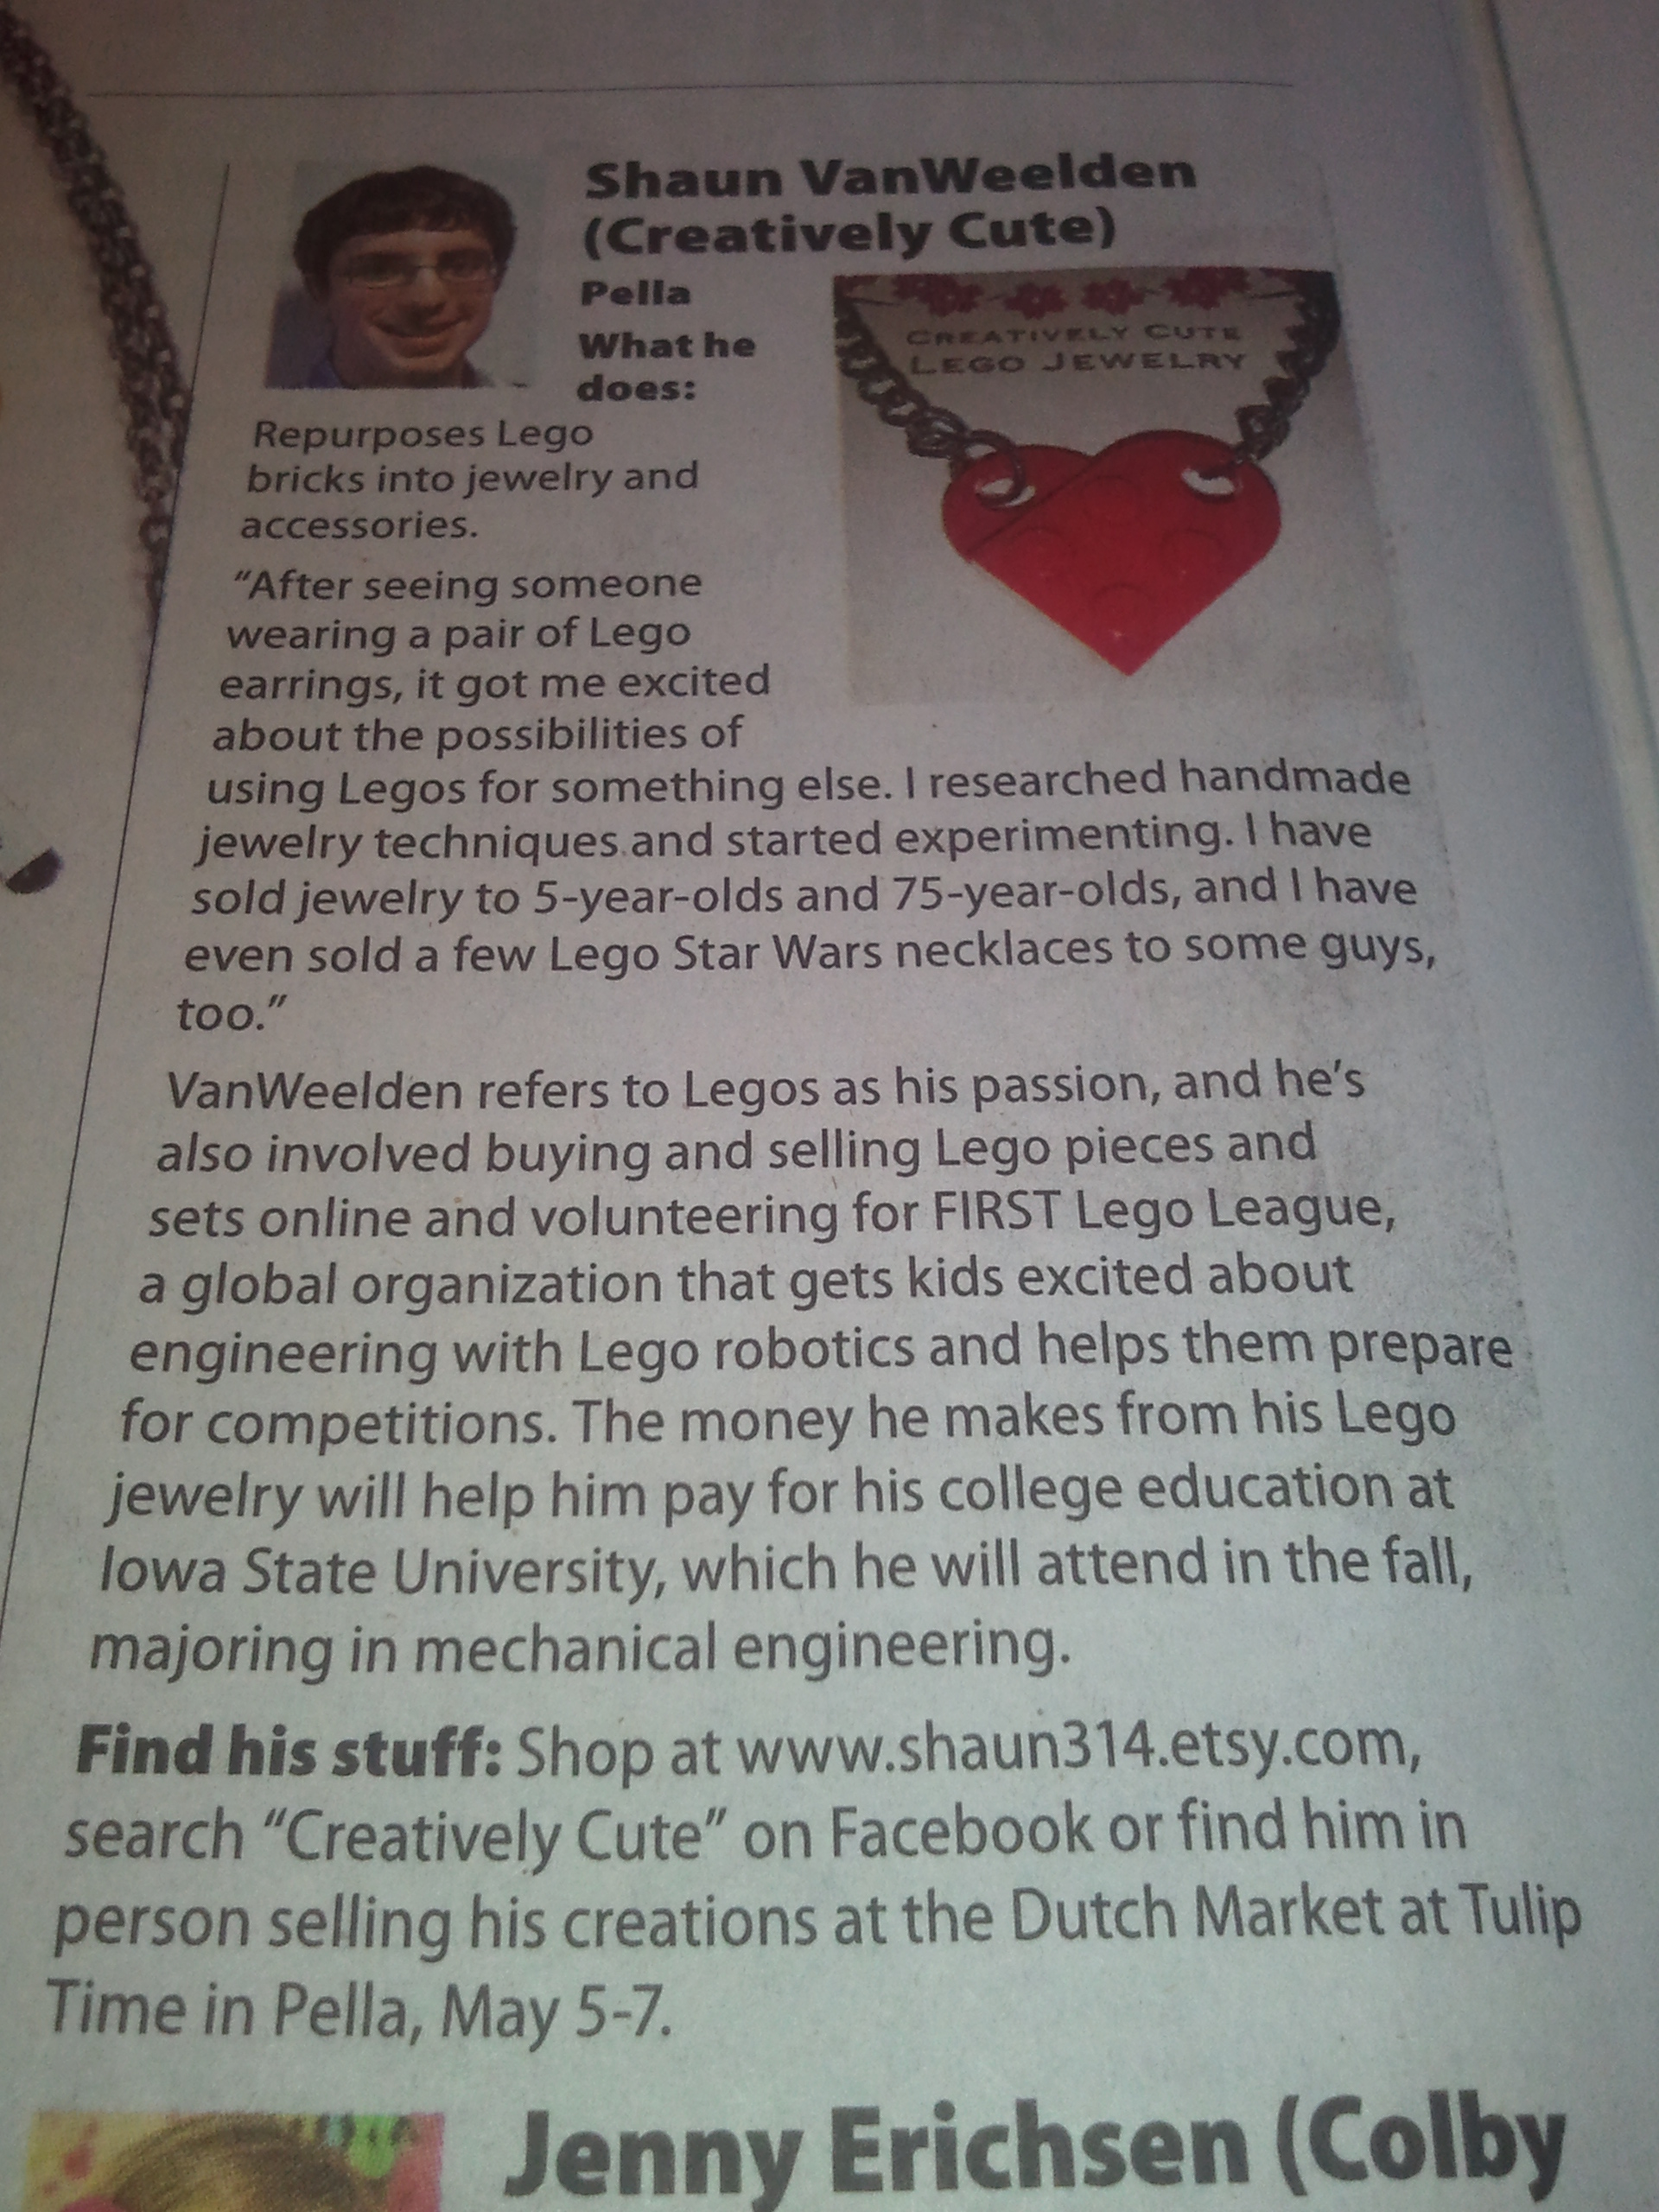 Shaun VanWeelden
(Creatively Cute)
Pella
What he
does:
Repurposes Lego
bricks into jewelry and
accessories.
CREATIVELY CUTE
LEGO JEWELRY
“After seeing someone
wearing a pair of Lego
earrings, it got me excited
about the possibilities of
using Legos for something else. I researched handmade
jewelry techniques and started experimenting. I have
sold jewelry to 5-year-olds and 75-year-olds, and I have
even sold a few Lego Star Wars necklaces to some guys,
too.”
VanWeelden refers to Legos as his passion, and he’s
also involved buying and selling Lego pieces and
sets online and volunteering for FIRST Lego League,
a global organization that gets kids excited about
engineering with Lego robotics and helps them prepare
for competitions. The money he makes from his Lego
jewelry will help him pay for his college education at
Iowa State University, which he will attend in the fall,
majoring in mechanical engineering.
Find his stuff: Shop at www.shaun314.etsy.com,
search “Creatively Cute” on Facebook or find him in
person selling his creations at the Dutch Market at Tulip
Time in Pella, May 5-7.
Jenny Erichsen (Colby